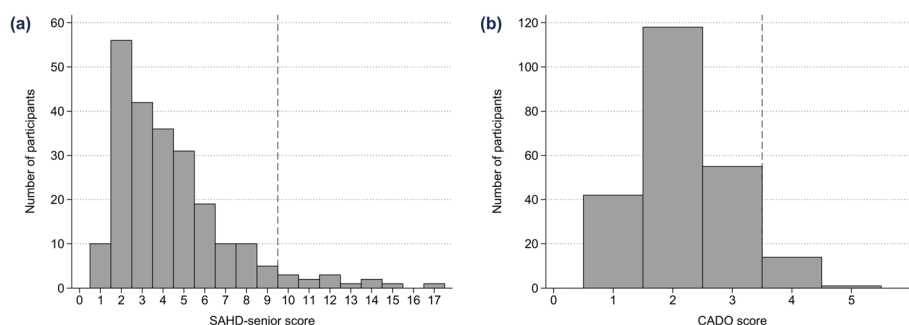 (a)
60
50
40
30
20
10
0
Number of participants
0 1 2 3 4 5 6 7 8 9 10 11 12 13 14 15 16 17
SAHD-senior score
(b)
120
100
80
60
40
20
0
Number of participants
0 1 2 3 4 5
CADO score